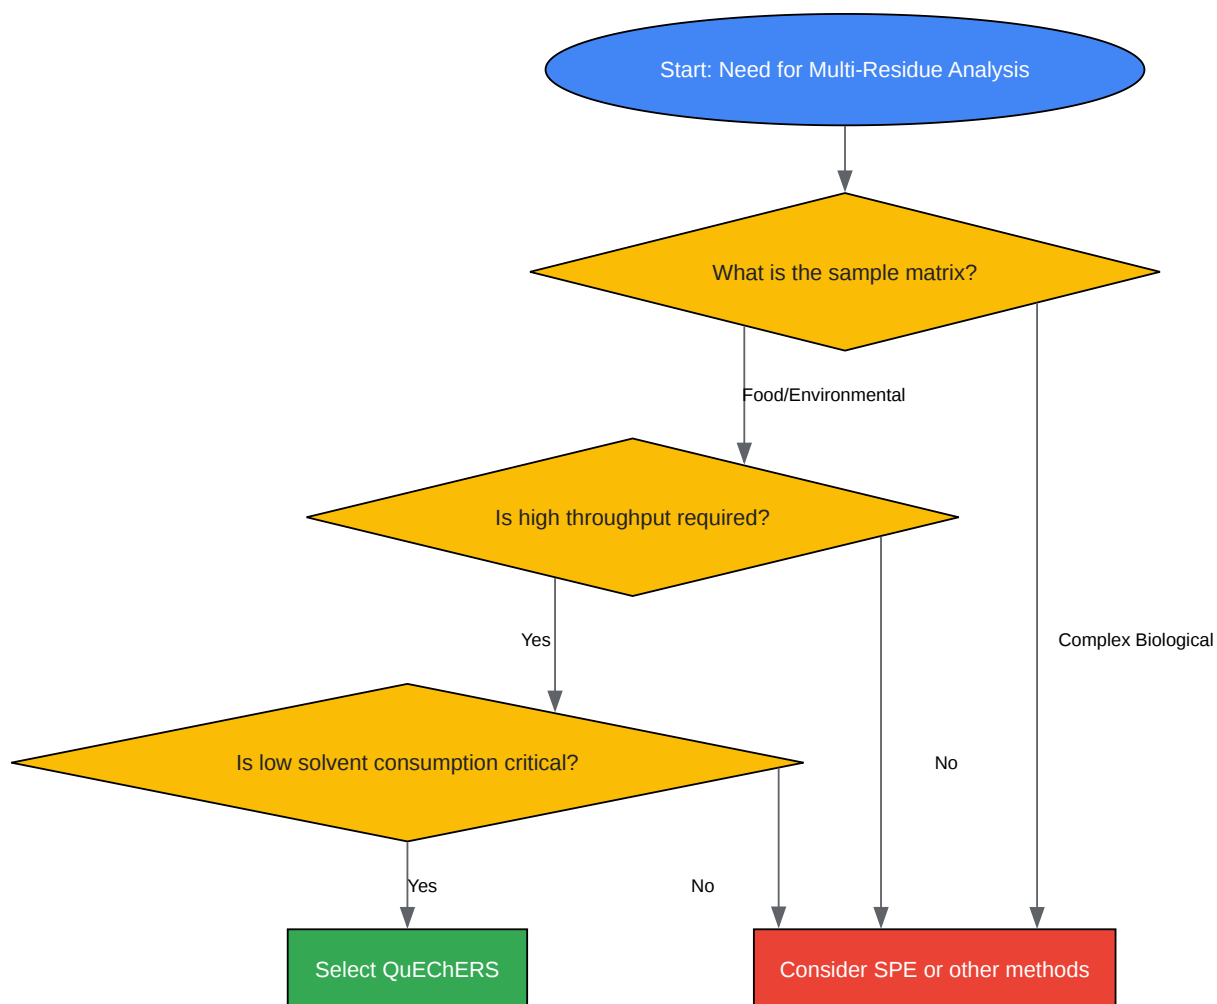 Start: Need for Multi-Residue Analysis
What is the sample matrix?
Food/Environmental
Is high throughput required?
Yes
Complex Biological
Is low solvent consumption critical?
No
Yes
No
Select QuEChERS
Consider SPE or other methods